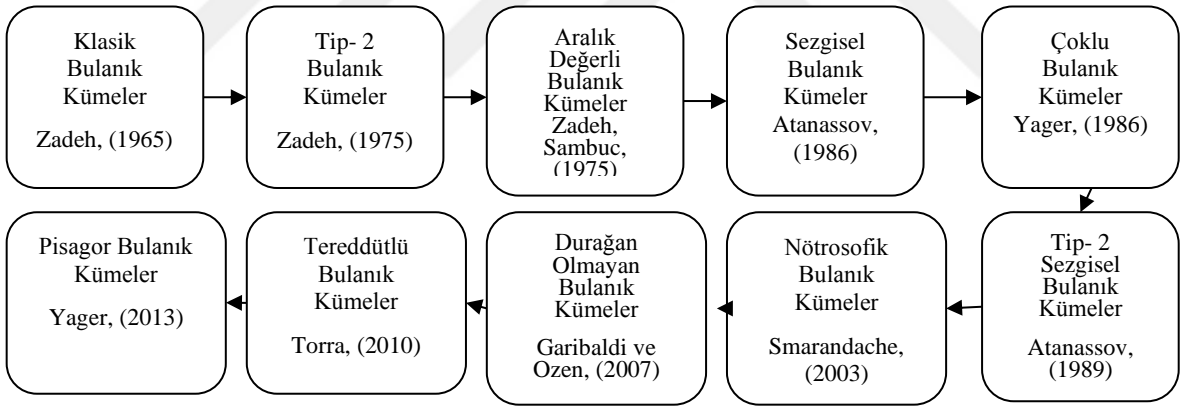 Klasik
Bulanık
Kümeler
Zadeh, (1965)
Tip- 2
Bulanık
Kümeler
Zadeh, (1975)
Aralık
Değerli
Bulanık
Kümeler
Zadeh,
Sambuc,
(1975)
Sezgisel
Bulanık
Kümeler
Atanassov,
(1986)
Çoklu
Bulanık
Kümeler
Yager, (1986)
Tip- 2
Sezgisel
Bulanık
Kümeler
Atanassov,
(1989)
Nötrosofik
Bulanık
Kümeler
Smarandache,
(2003)
Durağan
Olmayan
Bulanık
Kümeler
Garibaldi ve
Ozen, (2007)
Tereddütlü
Bulanık
Kümeler
Torra, (2010)
Pisagor Bulanık
Kümeler
Yager, (2013)